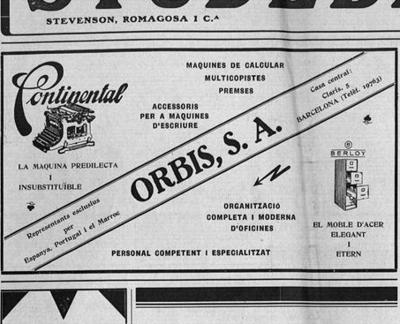 STEVENSON, ROMAGOSA I C.ᴬ
Continental
MAQUINES DE CALCULAR
MULTICOPISTES
PREMSES
Casa central:
Claris, 5
BARCELONA (Telèf. 19763)
ACCESSORIS
PER A MAQUINES
D'ESCRIURE
LA MAQUINA PREDILECTA
I
INSUBSTITUÏBLE
ORBIS, S. A.
BERLOY
Representants exclusius
per
Espanya, Portugal i el Marroc
ORGANITZACIÓ
COMPLETA I MODERNA
D'OFICINES
EL MOBLE D'ACER
ELEGANT
I
ETERN
PERSONAL COMPETENT I ESPECIALITZAT